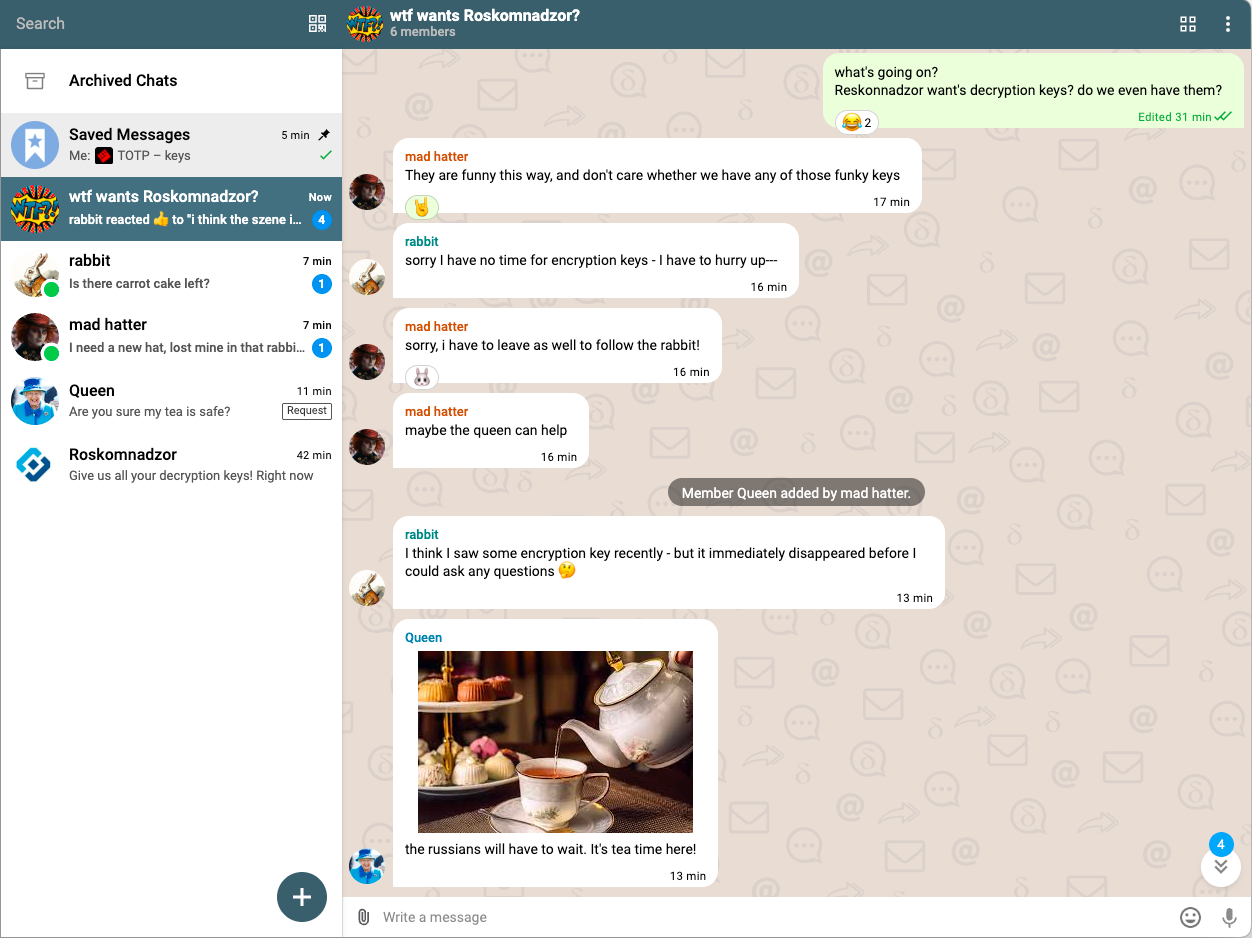 Search
Archived Chats
Saved Messages
5 min
Me: TOTP – keys
WTF?!
wtf wants Roskomnadzor?
Now
rabbit reacted 👍 to "i think the szene i...
4
rabbit
7 min
Is there carrot cake left?
1
mad hatter
7 min
I need a new hat, lost mine in that rabbi...
1
Queen
11 min
Are you sure my tea is safe?
Request
Roskomnadzor
42 min
Give us all your decryption keys! Right now
WTF?!
wtf wants Roskomnadzor?
6 members
what's going on?
Reskonnadzor want's decryption keys? do we even have them?
😂 2
Edited 31 min
mad hatter
They are funny this way, and don't care whether we have any of those funky keys
🤘
17 min
rabbit
sorry I have no time for encryption keys - I have to hurry up---
16 min
mad hatter
sorry, i have to leave as well to follow the rabbit!
🐰
16 min
mad hatter
maybe the queen can help
16 min
Member Queen added by mad hatter.
rabbit
I think I saw some encryption key recently - but it immediately disappeared before I
could ask any questions 🤔
13 min
Queen
the russians will have to wait. It's tea time here!
13 min
4
Write a message